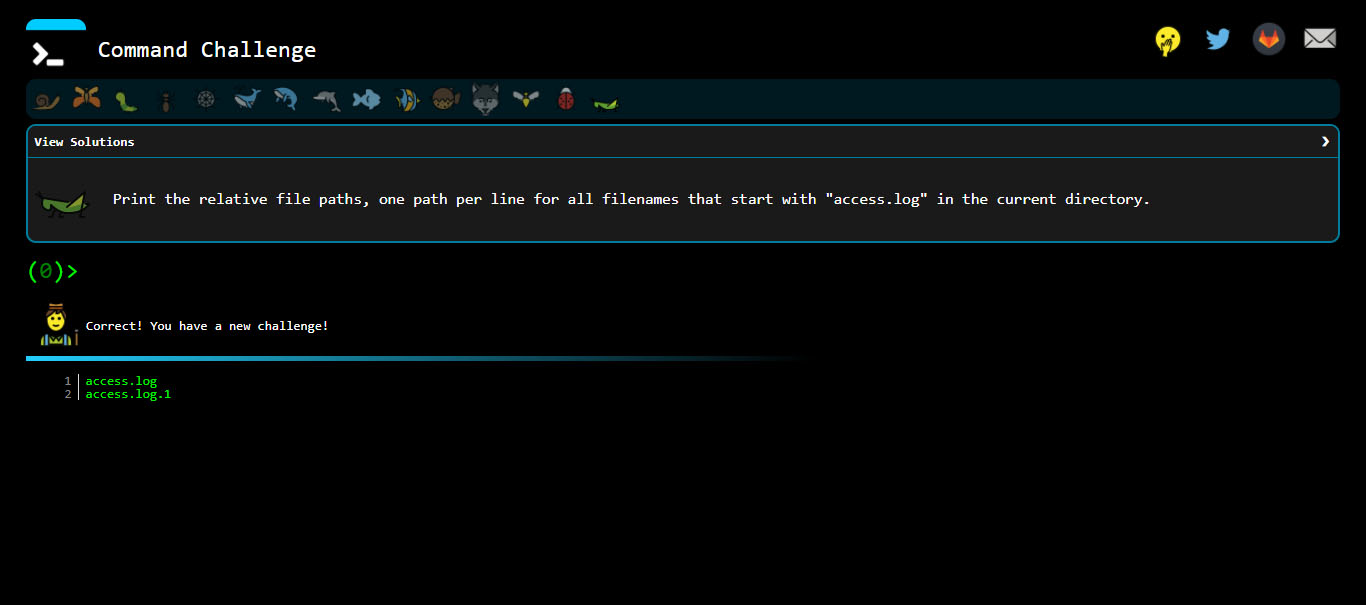 Command Challenge
View Solutions
Print the relative file paths, one path per line for all filenames that start with "access.log" in the current directory.
(0)>
Correct! You have a new challenge!
1 access.log
2 access.log.1